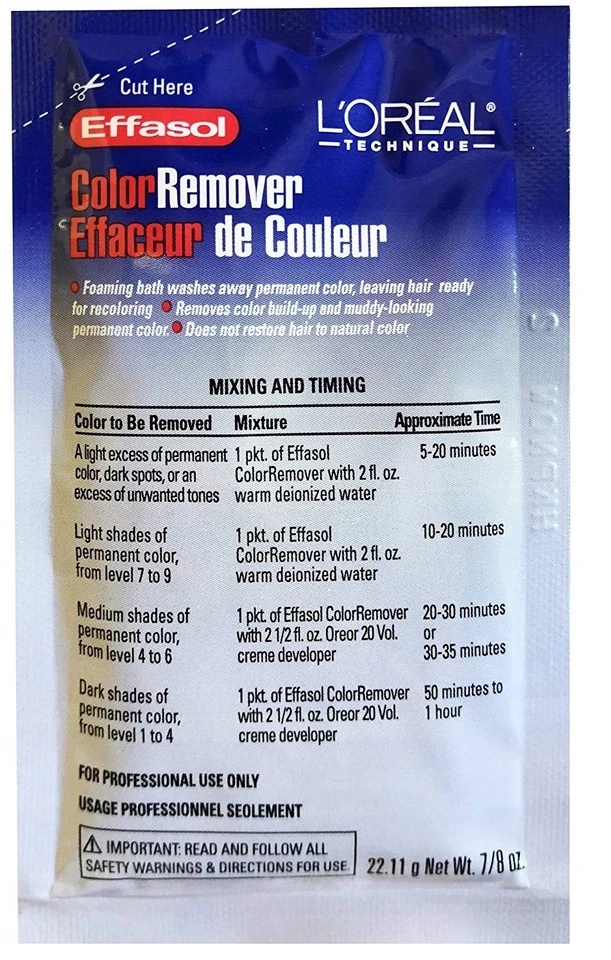 Cut Here
Effasol
L'ORÉAL®
TECHNIQUE
ColorRemover
Effaceur de Couleur
• Foaming bath washes away permanent color, leaving hair ready
for recoloring • Removes color build-up and muddy-looking
permanent color. • Does not restore hair to natural color
MIXING AND TIMING
Color to Be Removed Mixture Approximate Time
A light excess of permanent 1 pkt. of Effasol 5-20 minutes
color, dark spots, or an ColorRemover with 2 fl. oz.
excess of unwanted tones warm deionized water
Light shades of 1 pkt. of Effasol 10-20 minutes
permanent color, ColorRemover with 2 fl. oz.
from level 7 to 9 warm deionized water
Medium shades of 1 pkt. of Effasol ColorRemover 20-30 minutes
permanent color, with 2 1/2 fl. oz. Oreor 20 Vol. or
from level 4 to 6 creme developer 30-35 minutes
Dark shades of 1 pkt. of Effasol ColorRemover 50 minutes to
permanent color, with 2 1/2 fl. oz. Oreor 20 Vol. 1 hour
from level 1 to 4 creme developer
FOR PROFESSIONAL USE ONLY
USAGE PROFESSIONNEL SEOLEMENT
⚠ IMPORTANT: READ AND FOLLOW ALL
SAFETY WARNINGS & DIRECTIONS FOR USE.
22.11 g Net Wt. 7/8 oz.